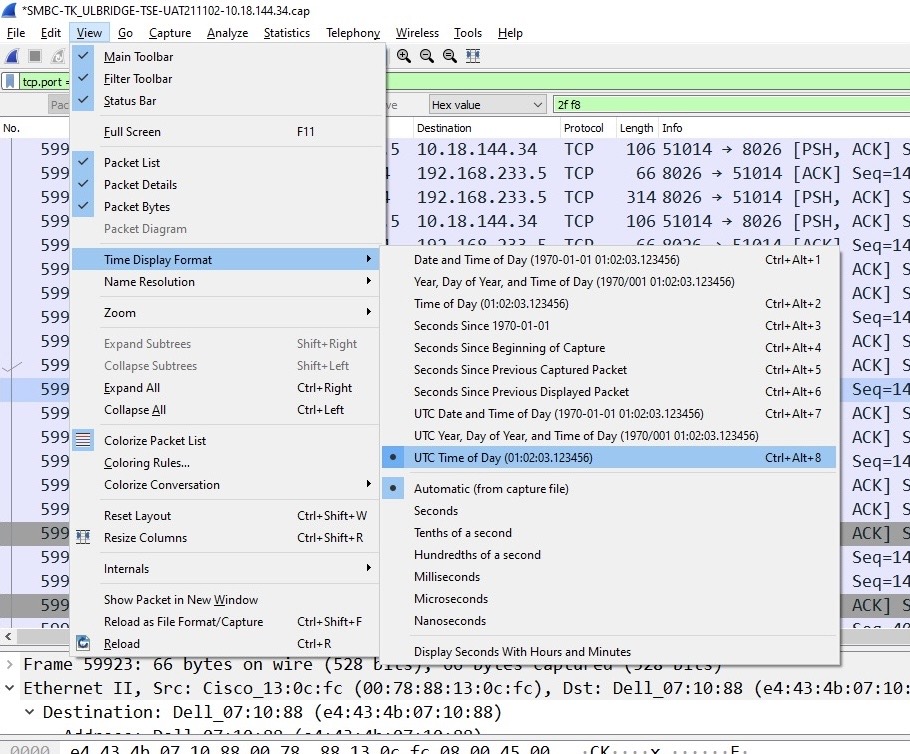 *SMBC-TK_ULBRIDGE-TSE-UAT211102-10.18.144.34.cap
File Edit View Go Capture Analyze Statistics Telephony Wireless Tools Help
Main Toolbar
Filter Toolbar
tcp.port =
Status Bar
Pac
Hex value 2f f8
No. Destination Protocol Length Info
Full Screen F11
599 5 10.18.144.34 TCP 106 51014 → 8026 [PSH, ACK] S
Packet List
599 192.168.233.5 TCP 66 8026 → 51014 [ACK] Seq=14
Packet Details
599 192.168.233.5 TCP 314 8026 → 51014 [PSH, ACK] S
Packet Bytes
599 5 10.18.144.34 TCP 106 51014 → 8026 [PSH, ACK] S
Packet Diagram
599 192.168.233.5 TCP 66 8026 → 51014 [ACK] Seq=14
Time Display Format
Name Resolution
Zoom
Expand Subtrees Shift+Right
Collapse Subtrees Shift+Left
Expand All Ctrl+Right
Collapse All Ctrl+Left
Colorize Packet List
Coloring Rules...
Colorize Conversation
Reset Layout Ctrl+Shift+W
Resize Columns Ctrl+Shift+R
Internals
Show Packet in New Window
Reload as File Format/Capture Ctrl+Shift+F
Reload Ctrl+R
Date and Time of Day (1970-01-01 01:02:03.123456) Ctrl+Alt+1
Year, Day of Year, and Time of Day (1970/001 01:02:03.123456)
Time of Day (01:02:03.123456) Ctrl+Alt+2
Seconds Since 1970-01-01 Ctrl+Alt+3
Seconds Since Beginning of Capture Ctrl+Alt+4
Seconds Since Previous Captured Packet Ctrl+Alt+5
Seconds Since Previous Displayed Packet Ctrl+Alt+6
UTC Date and Time of Day (1970-01-01 01:02:03.123456) Ctrl+Alt+7
UTC Year, Day of Year, and Time of Day (1970/001 01:02:03.123456)
UTC Time of Day (01:02:03.123456) Ctrl+Alt+8
Automatic (from capture file)
Seconds
Tenths of a second
Hundredths of a second
Milliseconds
Microseconds
Nanoseconds
Display Seconds With Hours and Minutes
599 ACK] S
599 ACK] S
599 Seq=14
599 ACK] S
599 ACK] S
599 Seq=14
599 ACK] S
599 Seq=14
599 ACK] S
599 Seq=14
599 ACK] S
599 ACK] S
599 Seq=14
599 Seq=14
599 ACK] S
Frame 59923: 66 bytes on wire (528 bits), 66 bytes captured (528 bits)
Ethernet II, Src: Cisco_13:0c:fc (00:78:88:13:0c:fc), Dst: Dell_07:10:88 (e4:43:4b:07:10:
Destination: Dell_07:10:88 (e4:43:4b:07:10:88)
Address: Dell_07:10:88 (e4:43:4b:07:10:88)
0000 e4 43 4b 07 10 88 00 78 88 13 0c fc 08 00 45 00 ·CK····x ······E·